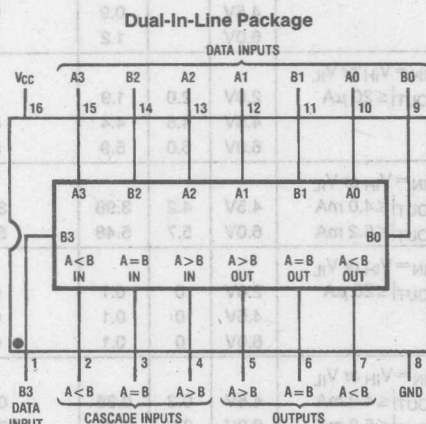 Dual-In-Line Package
DATA INPUTS
VCC A3 B2 A2 A1 B1 A0 B0
16 15 14 13 12 11 10 9
A3 B2 A2 A1 B1 A0
B3 B0
A<B A=B A>B A>B A=B A<B
IN IN IN OUT OUT OUT
1 2 3 4 5 6 7 8
B3 A<B A=B A>B A>B A=B A<B GND
DATA
INPUT CASCADE INPUTS OUTPUTS